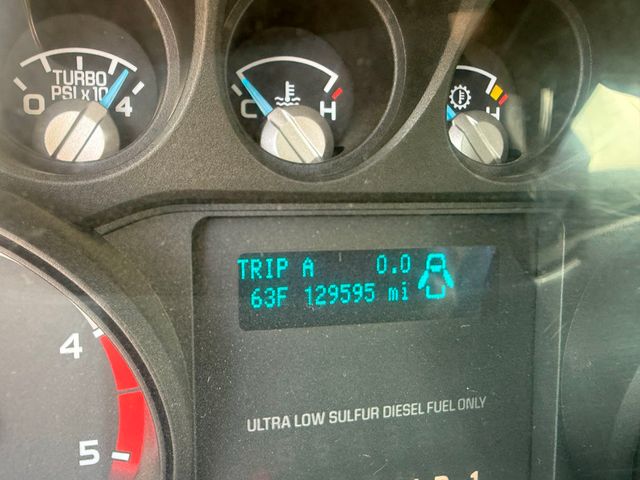 TURBO
PSI x 10
0 4
C H
H
TRIP A 0.0
63F 129595 mi
4
5
ULTRA LOW SULFUR DIESEL FUEL ONLY